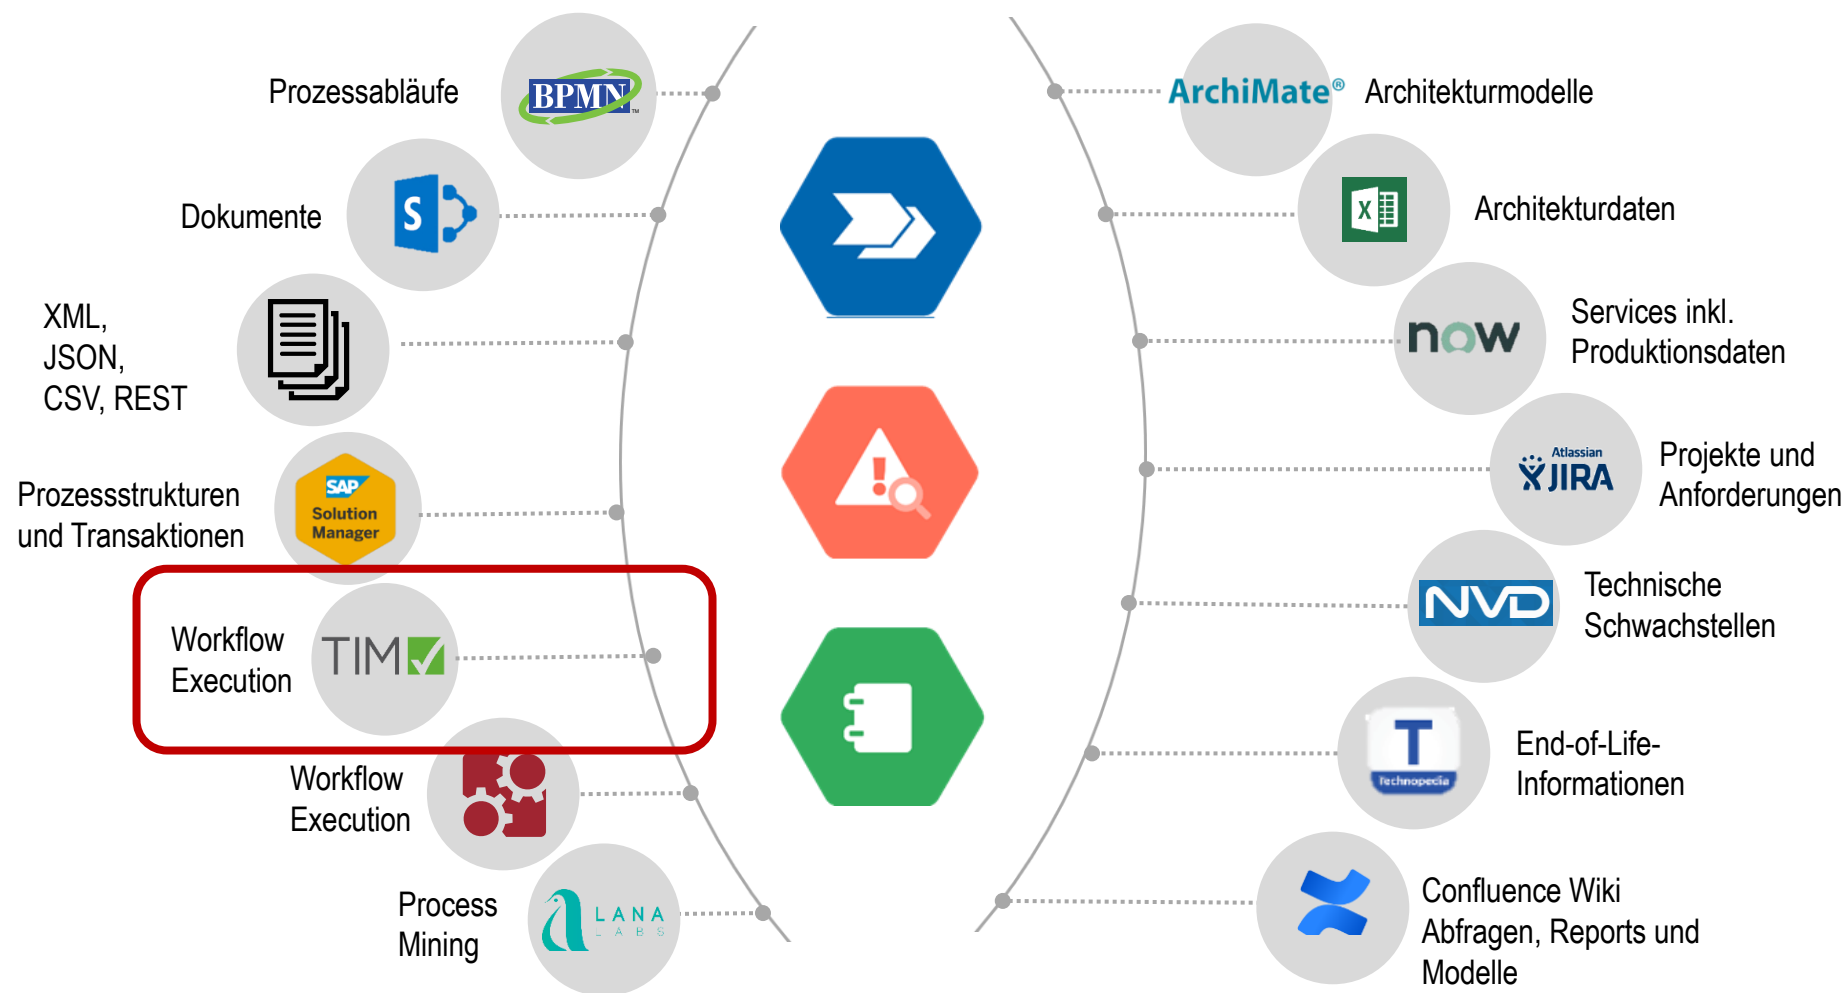 Prozessabläufe
BPMN™
Dokumente
S
XML,
JSON,
CSV, REST
SAP
Solution
Manager
Prozessstrukturen
und Transaktionen
Workflow
Execution
TIM
Workflow
Execution
Process
Mining
LANA
LABS
ArchiMate®
Architekturmodelle
X
Architekturdaten
now
Services inkl.
Produktionsdaten
Atlassian
JIRA
Projekte und
Anforderungen
NVD
Technische
Schwachstellen
T
Technopedia
End-of-Life-
Informationen
Confluence Wiki
Abfragen, Reports und
Modelle